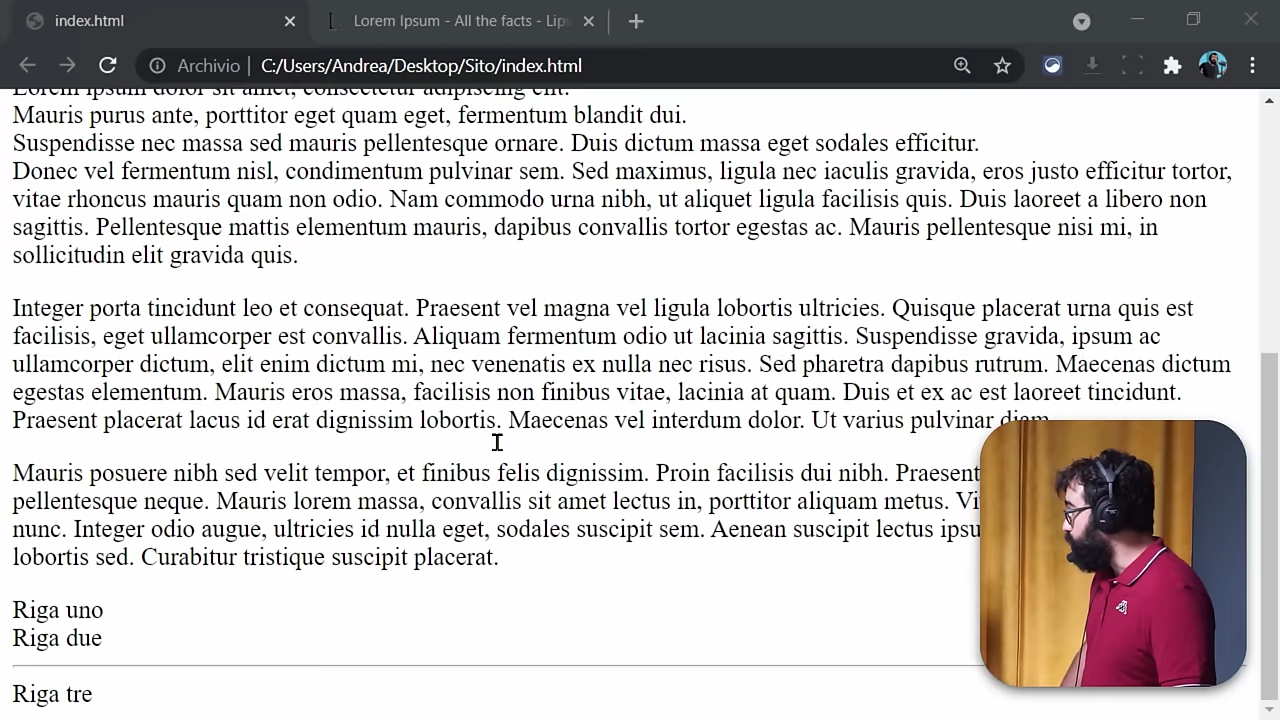 index.html
Lorem Ipsum - All the facts - Lips
Archivio | C:/Users/Andrea/Desktop/Sito/index.html
Lorem ipsum dolor sit amet, consectetur adipiscing elit.
Mauris purus ante, porttitor eget quam eget, fermentum blandit dui.
Suspendisse nec massa sed mauris pellentesque ornare. Duis dictum massa eget sodales efficitur.
Donec vel fermentum nisl, condimentum pulvinar sem. Sed maximus, ligula nec iaculis gravida, eros justo efficitur tortor,
vitae rhoncus mauris quam non odio. Nam commodo urna nibh, ut aliquet ligula facilisis quis. Duis laoreet a libero non
sagittis. Pellentesque mattis elementum mauris, dapibus convallis tortor egestas ac. Mauris pellentesque nisi mi, in
sollicitudin elit gravida quis.
Integer porta tincidunt leo et consequat. Praesent vel magna vel ligula lobortis ultricies. Quisque placerat urna quis est
facilisis, eget ullamcorper est convallis. Aliquam fermentum odio ut lacinia sagittis. Suspendisse gravida, ipsum ac
ullamcorper dictum, elit enim dictum mi, nec venenatis ex nulla nec risus. Sed pharetra dapibus rutrum. Maecenas dictum
egestas elementum. Mauris eros massa, facilisis non finibus vitae, lacinia at quam. Duis et ex ac est laoreet tincidunt.
Praesent placerat lacus id erat dignissim lobortis. Maecenas vel interdum dolor. Ut varius pulvinar diam.
Mauris posuere nibh sed velit tempor, et finibus felis dignissim. Proin facilisis dui nibh. Praesent
pellentesque neque. Mauris lorem massa, convallis sit amet lectus in, porttitor aliquam metus.
nunc. Integer odio augue, ultricies id nulla eget, sodales suscipit sem. Aenean suscipit lectus
lobortis sed. Curabitur tristique suscipit placerat.
Riga uno
Riga due
Riga tre